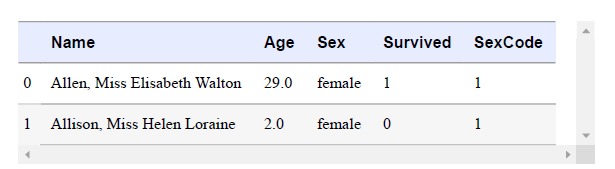 Name Age Sex Survived SexCode
0 Allen, Miss Elisabeth Walton 29.0 female 1 1
1 Allison, Miss Helen Loraine 2.0 female 0 1